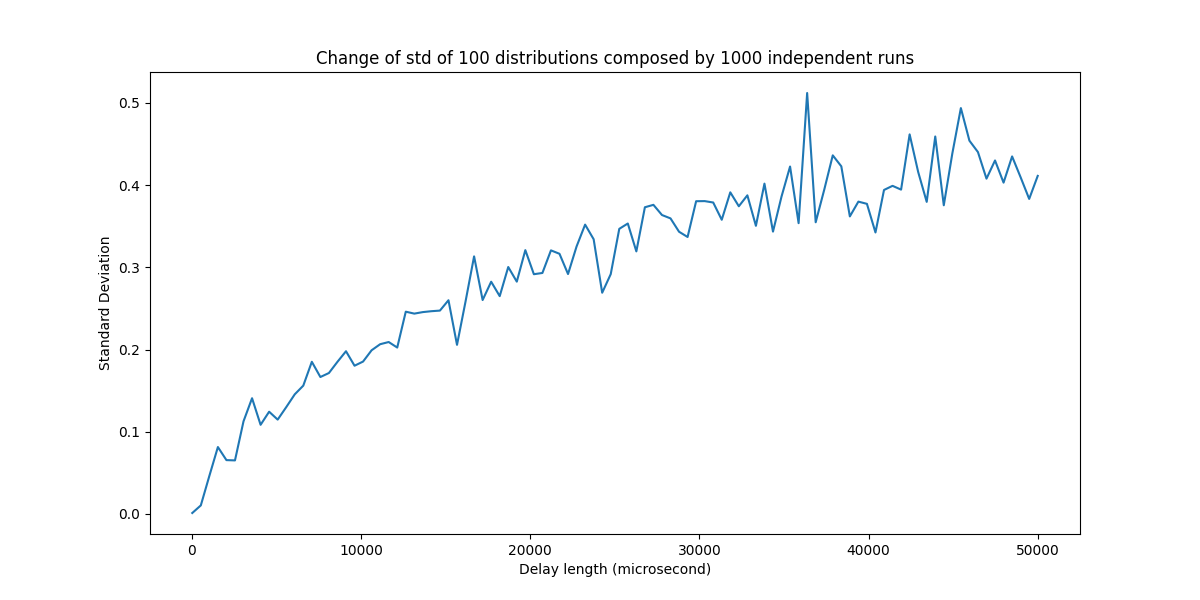 Change of std of 100 distributions composed by 1000 independent runs
0.5
0.4
0.3
0.2
0.1
0.0
Standard Deviation
0 10000 20000 30000 40000 50000
Delay length (microsecond)